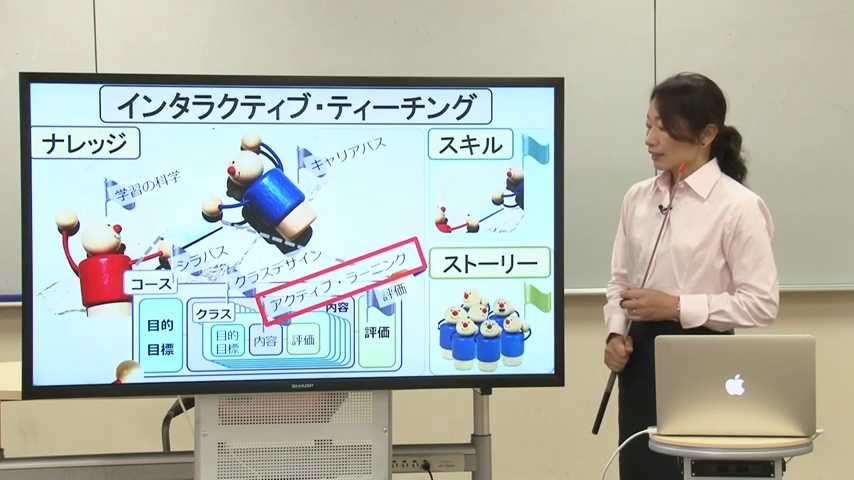 インタラクティブ・ティーチング
ナレッジ
スキル
学習の科学
キャリアパス
シラバス
クラスデザイン
アクティブ・ラーニング
評価
ストーリー
コース
目的
目標
クラス
内容
目的
目標
内容
評価
評価
SHARP